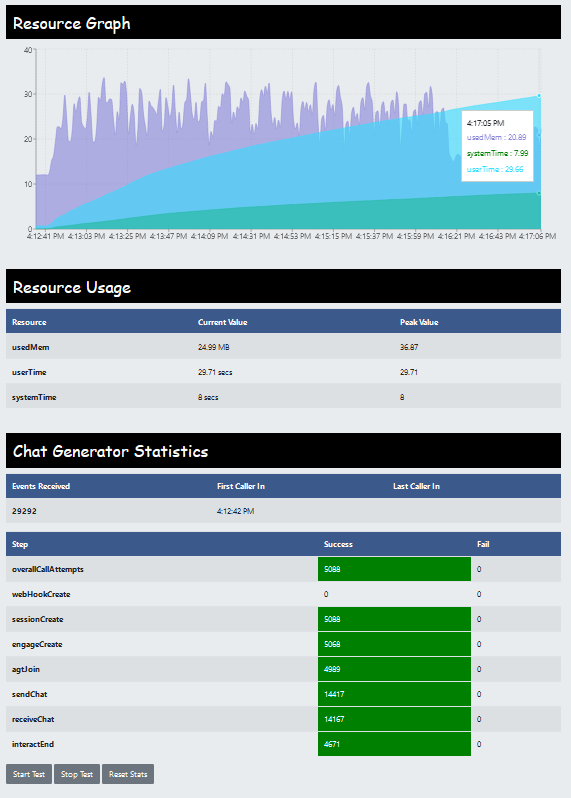 Resource Graph
40
30
20
10
0
4:17:05 PM
usedMem : 20.89
systemTime : 7.99
userTime : 29.66
4:12:41 PM 4:13:03 PM 4:13:25 PM 4:13:47 PM 4:14:09 PM 4:14:31 PM 4:14:53 PM 4:15:15 PM 4:15:37 PM 4:15:59 PM 4:16:21 PM 4:16:43 PM 4:17:06 PM
Resource Usage
Resource Current Value Peak Value
usedMem 24.99 MB 36.87
userTime 29.71 secs 29.71
systemTime 8 secs 8
Chat Generator Statistics
Events Received First Caller In Last Caller In
29292 4:12:42 PM
Step Success Fail
overallCallAttempts 5088 0
webHookCreate 0 0
sessionCreate 5088 0
engageCreate 5068 0
agtJoin 4989 0
sendChat 14417 0
receiveChat 14167 0
interactEnd 4671 0
Start Test Stop Test Reset Stats